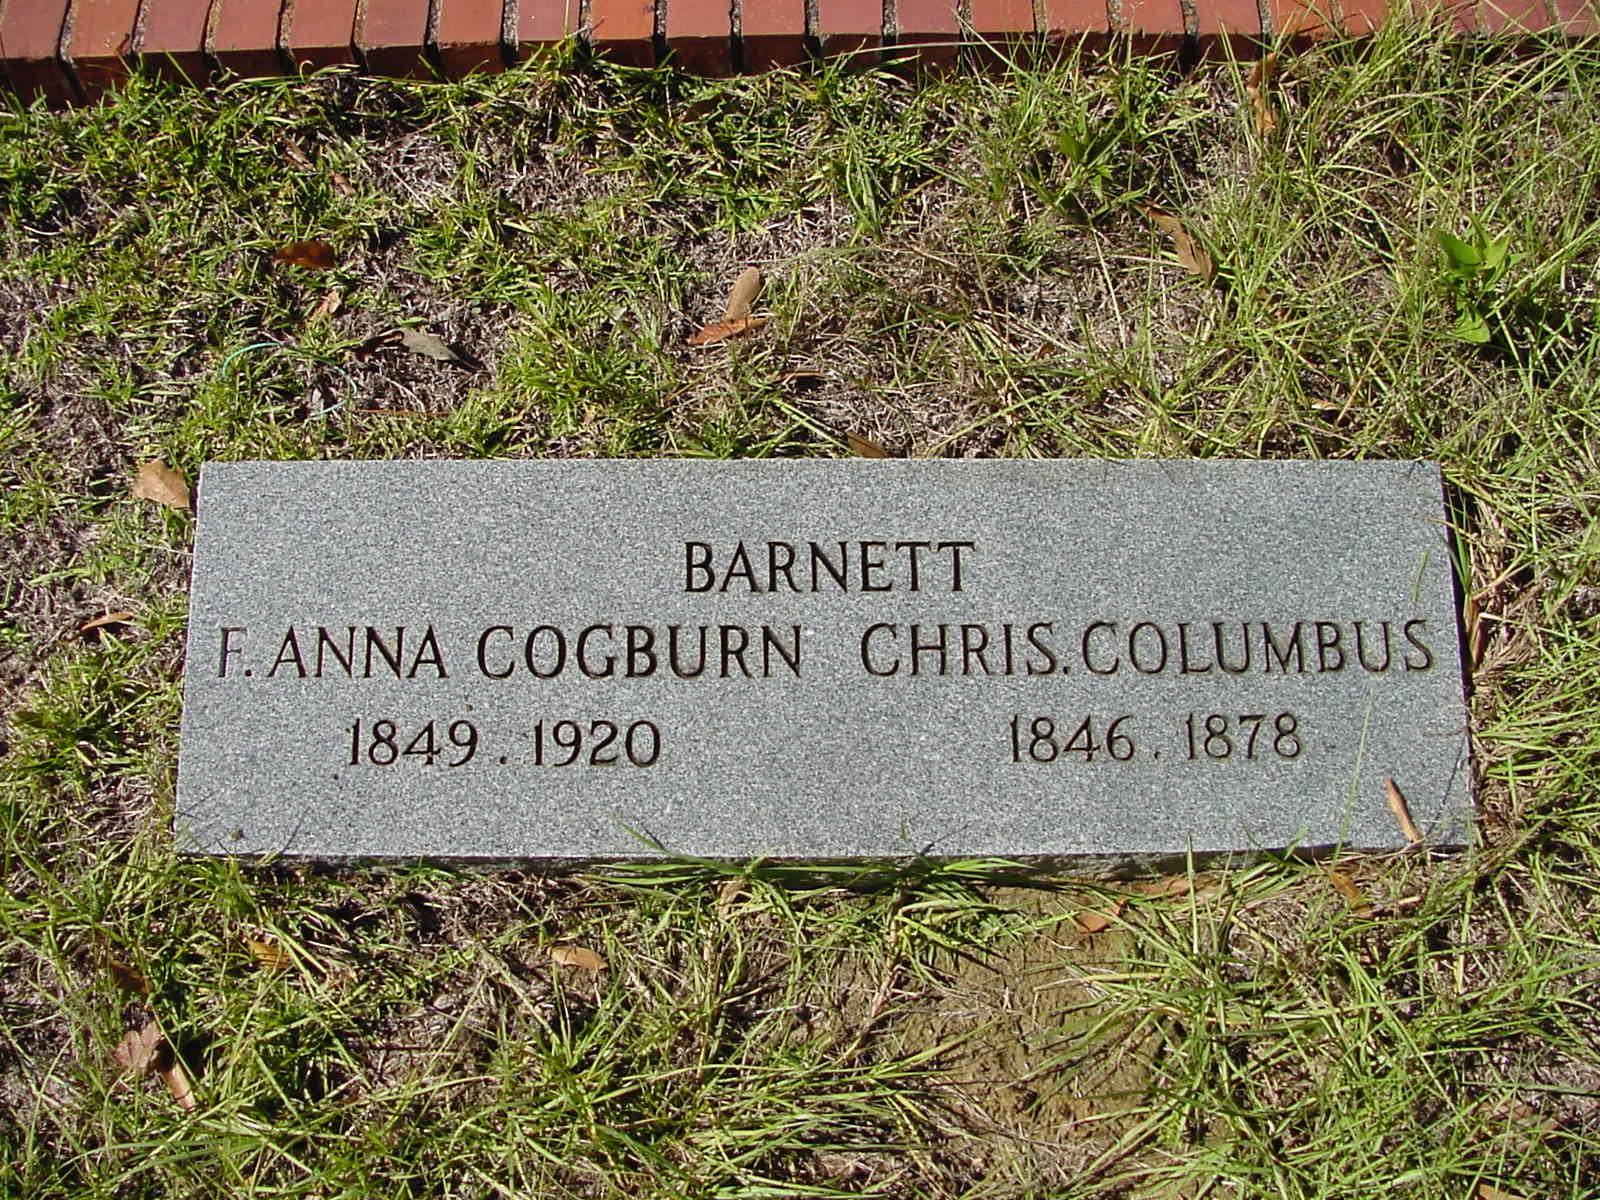 BARNETT
F. ANNA COGBURN CHRIS. COLUMBUS
1849 . 1920 1846 . 1878